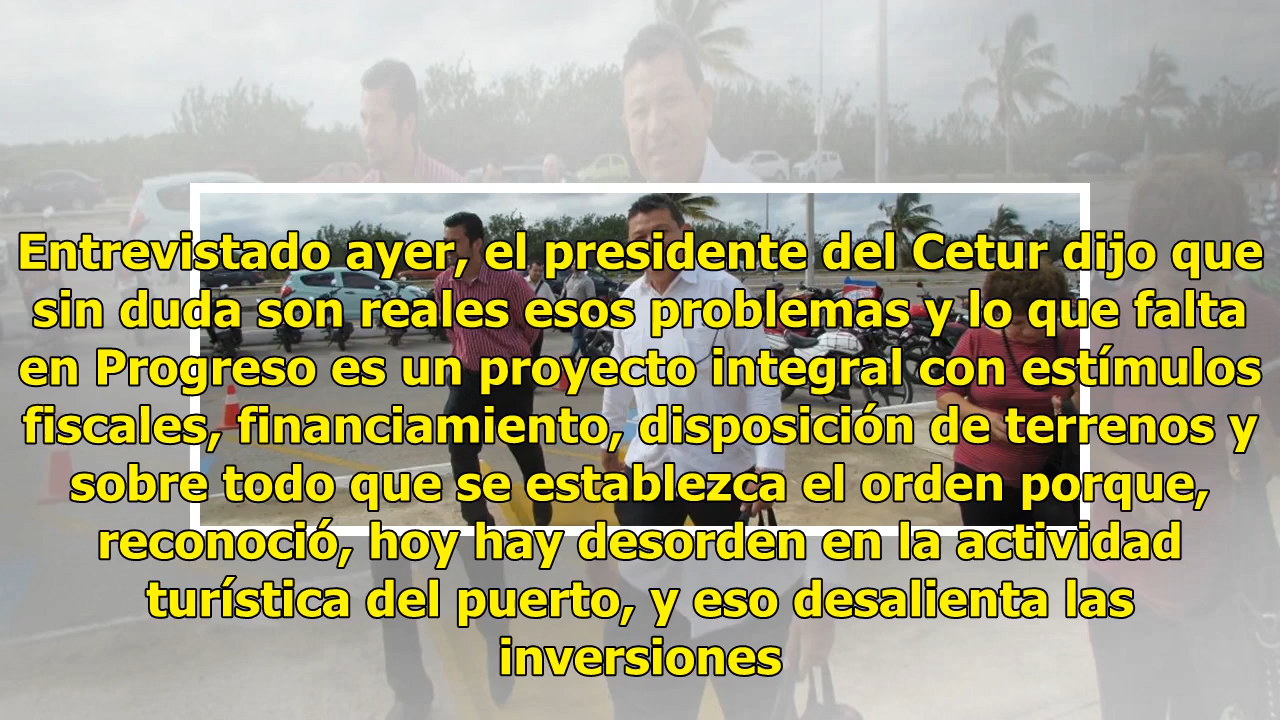 Entrevistado ayer, el presidente del Cetur dijo que
sin duda son reales esos problemas y lo que falta
en Progreso es un proyecto integral con estímulos
fiscales, financiamiento, disposición de terrenos y
sobre todo que se establezca el orden porque,
reconoció, hoy hay desorden en la actividad
turística del puerto, y eso desalienta las
inversiones